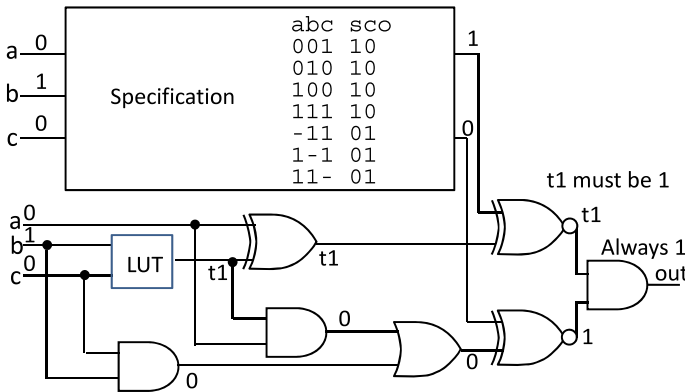 abc sco
a 0
001 10
1
010 10
b 1
Specification
100 10
111 10
c 0
-11 01
0
1-1 01
11- 01
t1 must be 1
a 0
t1
b 1
LUT
t1
t1
Always 1
c 0
out
0
1
0
0